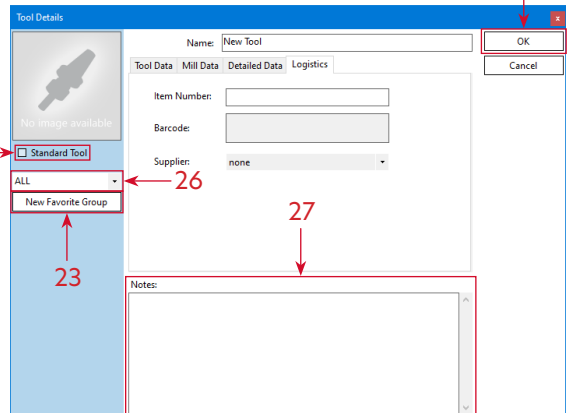 Tool Details
x
Name: New Tool
OK
Tool Data Mill Data Detailed Data Logistics
Cancel
Item Number:
No image available
Barcode:
Standard Tool
Supplier: none
ALL
26
New Favorite Group
27
23
Notes: